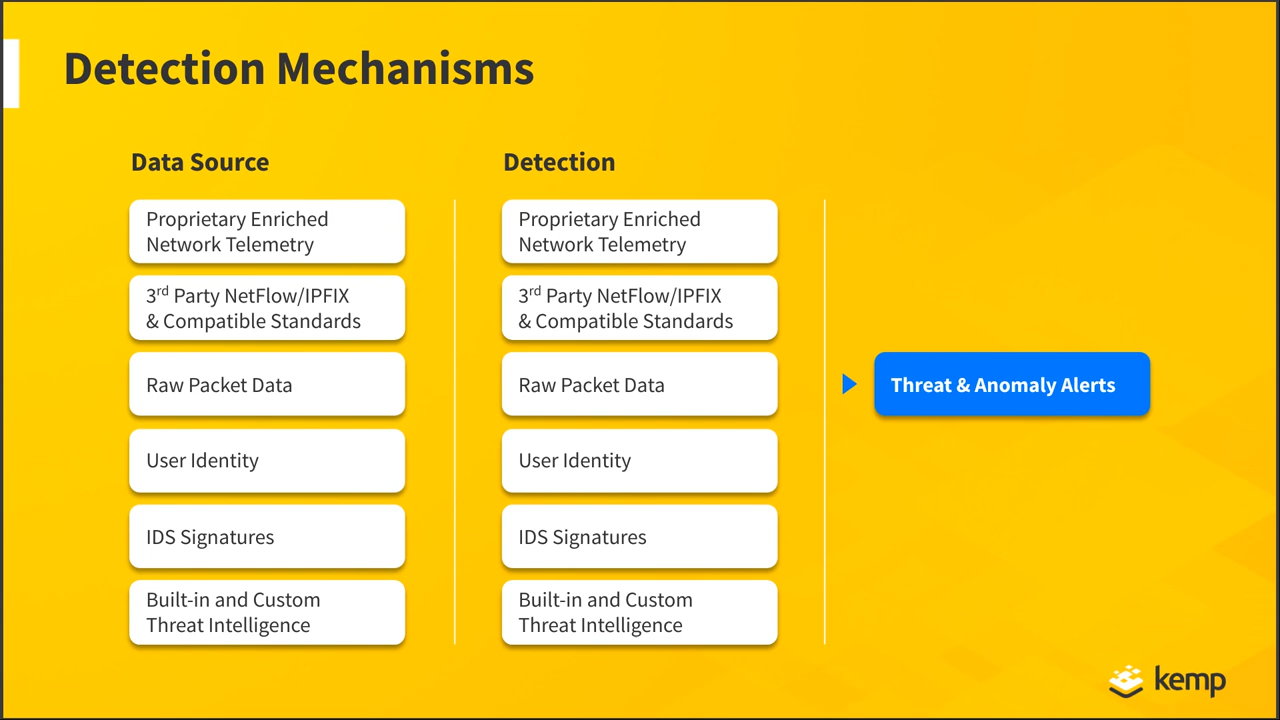 Detection Mechanisms
Data Source
Proprietary Enriched
Network Telemetry
3rd Party NetFlow/IPFIX
& Compatible Standards
Raw Packet Data
User Identity
IDS Signatures
Built-in and Custom
Threat Intelligence
Detection
Proprietary Enriched
Network Telemetry
3rd Party NetFlow/IPFIX
& Compatible Standards
Raw Packet Data
User Identity
IDS Signatures
Built-in and Custom
Threat Intelligence
Threat & Anomaly Alerts
kemp